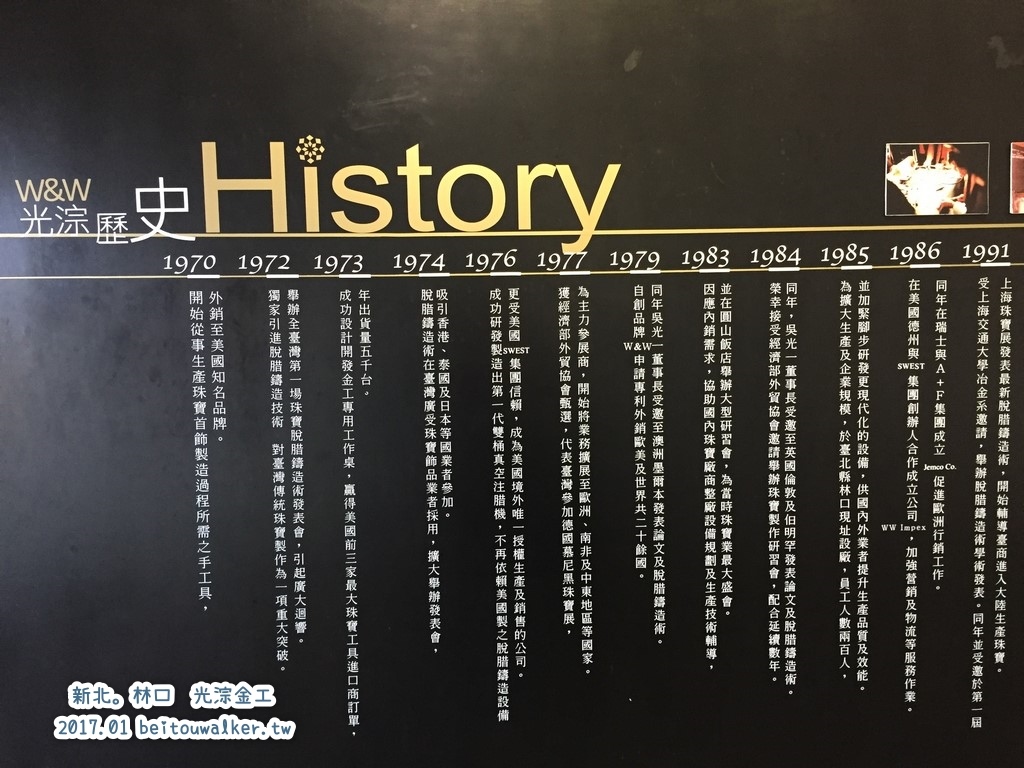 W&W
光淙歷史History
1970
開始從事生產珠寶首飾製造過程所需之手工具，
外銷至美國知名品牌。
1972
獨家引進脫腊鑄造技術 對臺灣傳統珠寶製作為一項重大突破。
舉辦全臺灣第一場珠寶脫腊鑄造術發表會，引起廣大迴響。
1973
成功設計開發金工專用工作桌，贏得美國前三家最大珠寶工具進口商訂單，
年出貨量五千台。
1974
脫腊鑄造術在臺灣廣受珠寶飾品業者採用，擴大舉辦發表會，
吸引香港、泰國及日本等國業者參加。
1976
成功研發製造出第一代雙桶真空注腊機，不再依賴美國製之脫腊鑄造設備
更受美國SWEST集團信賴，成為美國境外唯一授權生產及銷售的公司。
1977
獲經濟部外貿協會甄選，代表臺灣參加德國慕尼黑珠寶展，
為主力參展商，開始將業務擴展至歐洲、南非及中東地區等國家。
1979
自創品牌W&W申請專利外銷歐美及世界共二十餘國。
同年吳光一董事長受邀至澳洲墨爾本發表論文及脫腊鑄造術。
1983
因應內銷需求，協助國內珠寶廠商整廠設備規劃及生產技術輔導，
並在圓山飯店舉辦大型研習會，為當時珠寶業最大盛會。
1984
榮幸接受經濟部外貿協會邀請舉辦珠寶製作研習會，配合延續數年。
同年，吳光一董事長受邀至英國倫敦及伯明罕發表論文及脫腊鑄造術。
1985
為擴大生產及企業規模，於臺北縣林口現址設廠，員工人數兩百人，
並加緊腳步研發更現代化的設備，供國內外業者提升生產品質及效能。
1986
在美國德州與SWEST集團創辦人合作成立公司WW Impex，加強營銷及物流等服務作業。
同年在瑞士與A+F集團成立Jemco Co.促進歐洲行銷工作。
1991
受上海交通大學冶金系邀請，舉辦脫腊鑄造術學術發表。同年並受邀於第一屆
上海珠寶展發表最新脫腊鑄造術，開始輔導臺商進入大陸生產珠寶。
新北。林口 光淙金工
2017.01 beitouwalker.tw